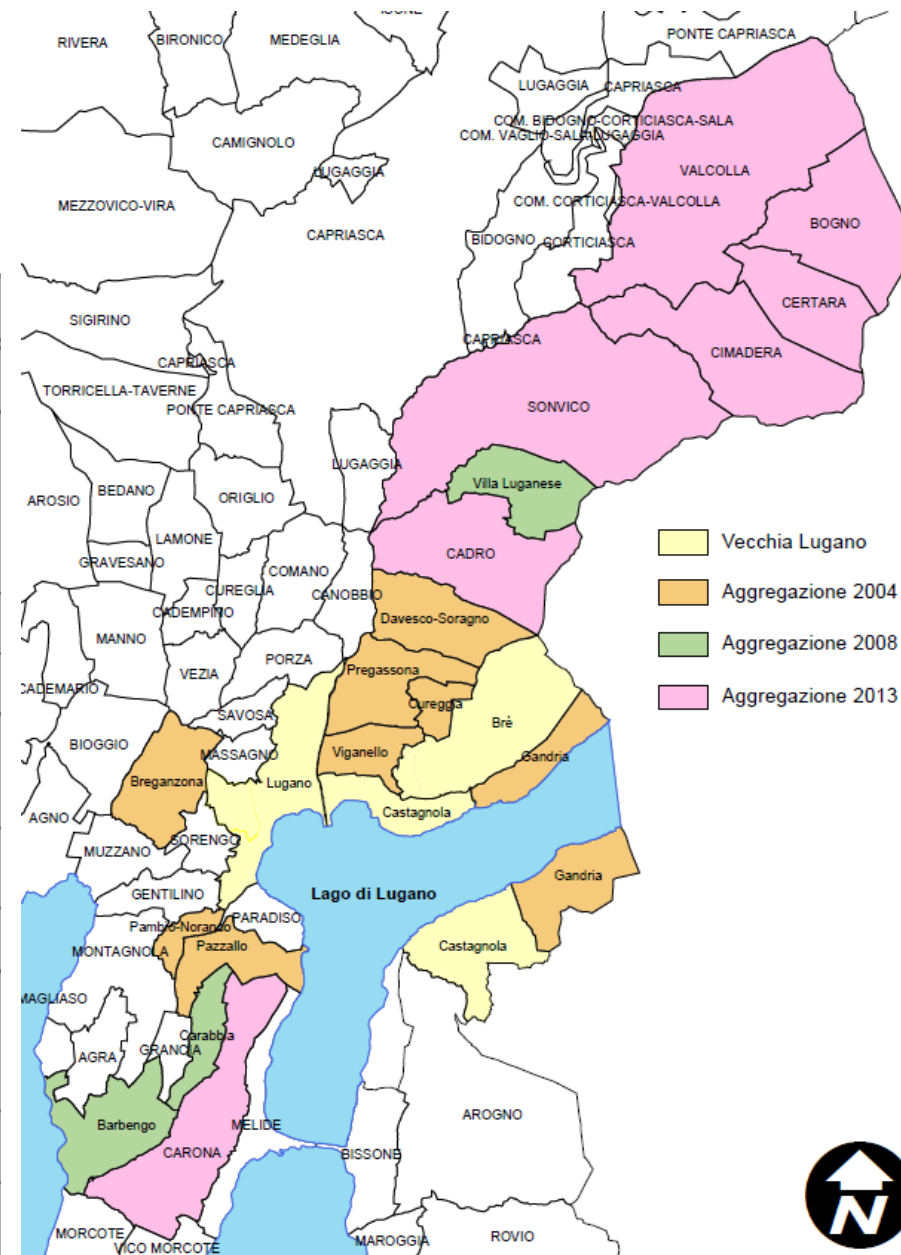 ISONE
PONTE CAPRIASCA
RIVERA
BIRONICO
MEDEGLIA
LUGAGGIA
CAPRIASCA
COM. BIDOGNO-CORTICIASCA-SALA
COM. VAGLIO-SALA-LUGAGGIA
CAMIGNOLO
LUGAGGIA
VALCOLLA
MEZZOVICO-VIRA
COM. CORTICIASCA-VALCOLLA
BOGNO
CAPRIASCA
BIDOGNO
CORTICIASCA
CERTARA
SIGIRINO
CAPRIASCA
CIMADERA
CAPRIASCA
TORRICELLA-TAVERNE
PONTE CAPRIASCA
SONVICO
LUGAGGIA
Villa Luganese
BEDANO
AROSIO
ORIGLIO
LAMONE
Vecchia Lugano
CADRO
GRAVESANO
COMANO
CUREGLIA
CANOBBIO
Aggregazione 2004
CADEMPINO
Davesco-Soragno
MANNO
Aggregazione 2008
PORZA
Pregassona
VEZIA
CADEMARIO
Aggregazione 2013
Cureggia
SAVOSA
Brè
BIOGGIO
MASSAGNO
Viganello
Gandria
Breganzona
Lugano
Castagnola
AGNO
SORENGO
MUZZANO
Gandria
GENTILINO
Lago di Lugano
PARADISO
Pambio-Noranco
Pazzallo
Castagnola
MONTAGNOLA
MAGLIASO
Carabbia
GRANCIA
AGRA
AROGNO
Barbengo
MELIDE
CARONA
BISSONE
MORCOTE
VICO MORCOTE
MAROGGIA
ROVIO
N